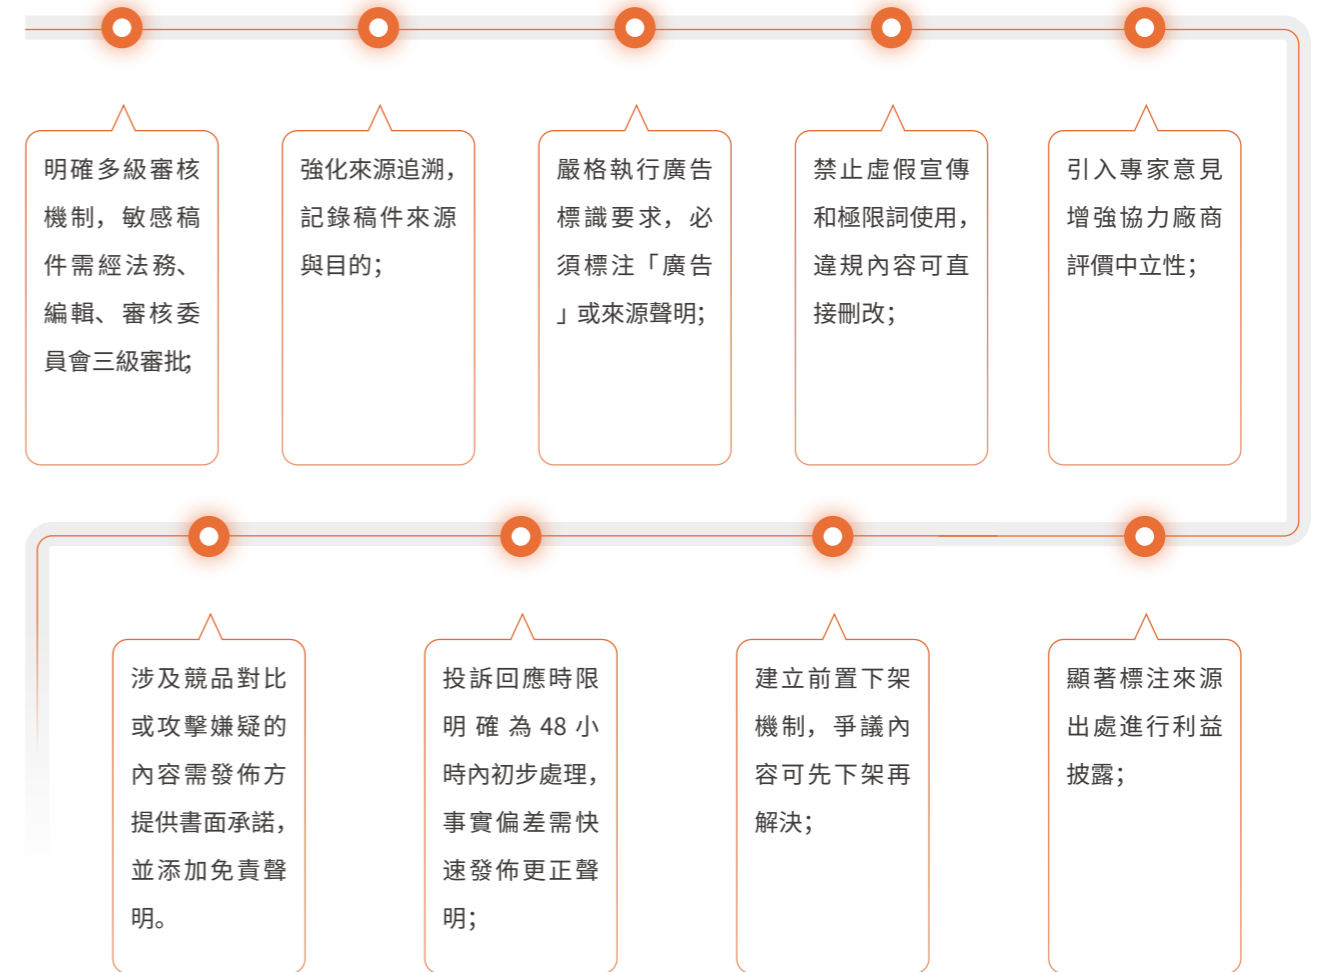 明確多級審核
機制，敏感稿
件需經法務、
編輯、審核委
員會三級審批;
強化來源追溯，
記錄稿件來源
與目的；
嚴格執行廣告
標識要求，必
須標注「廣告
」或來源聲明；
禁止虛假宣傳
和極限詞使用，
違規內容可直
接刪改；
引入專家意見
增強協力廠商
評價中立性；
顯著標注來源
出處進行利益
披露；
建立前置下架
機制，爭議內
容可先下架再
解決；
投訴回應時限
明確為48小
時內初步處理，
事實偏差需快
速發佈更正聲
明；
涉及競品對比
或攻擊嫌疑的
內容需發佈方
提供書面承諾，
並添加免責聲
明。